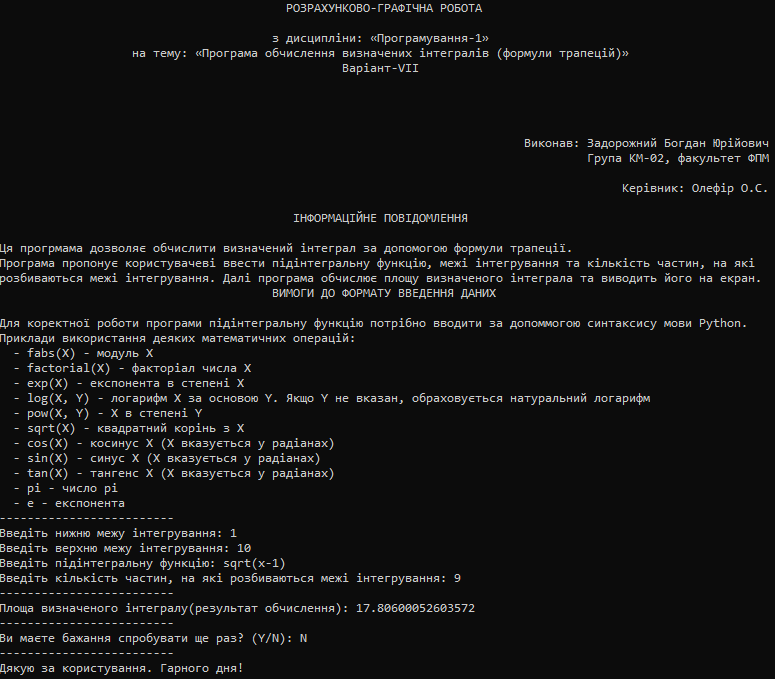 РОЗРАХУНКОВО-ГРАФІЧНА РОБОТА
з дисципліни: «Програмування-1»
на тему: «Програма обчислення визначених інтегралів (формули трапецій)»
Варіант-VII
Виконав: Задорожний Богдан Юрійович
Група КМ-02, факультет ФПМ
Керівник: Олефір О.С.
ІНФОРМАЦІЙНЕ ПОВІДОМЛЕННЯ
Ця прогрмама дозволяє обчислити визначений інтеграл за допомогою формули трапеції.
Програма пропонує користувачеві ввести підінтегральну функцію, межі інтегрування та кількість частин, на які
розбиваються межі інтегрування. Далі програма обчислює площу визначеного інтеграла та виводить його на екран.
ВИМОГИ ДО ФОРМАТУ ВВЕДЕННЯ ДАНИХ
Для коректної роботи програми підінтегральну функцію потрібно вводити за допоммогою синтаксису мови Python.
Приклади використання деяких математичних операцій:
- fabs(X) - модуль X
- factorial(X) - факторіал числа X
- exp(X) - експонента в степені X
- log(X, Y) - логарифм X за основою Y. Якщо Y не вказан, обраховується натуральний логарифм
- pow(X, Y) - X в степені Y
- sqrt(X) - квадратний корінь з X
- cos(X) - косинус X (X вказується у радіанах)
- sin(X) - синус X (X вказується у радіанах)
- tan(X) - тангенс X (X вказується у радіанах)
- pi - число pi
- e - експонента
-------------------------
Введіть нижню межу інтегрування: 1
Введіть верхню межу інтегрування: 10
Введіть підінтегральну функцію: sqrt(x-1)
Введіть кількість частин, на які розбиваються межі інтегрування: 9
-------------------------
Площа визначеного інтегралу(результат обчислення): 17.80600052603572
-------------------------
Ви маєте бажання спробувати ще раз? (Y/N): N
-------------------------
Дякую за користування. Гарного дня!